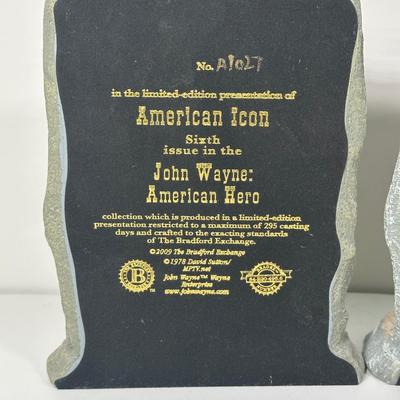 No. A1027
in the limited-edition presentation of
American Icon
Sixth
issue in the
John Wayne:
American Hero
collection which is produced in a limited-edition
presentation restricted to a maximum of 295 casting
days and crafted to the exacting standards
of The Bradford Exchange.
©2009 The Bradford Exchange
©1978 David Sutton/
MPTV.net
John Wayne™ Wayne
Enterprise
www.johnwayne.com
B
™